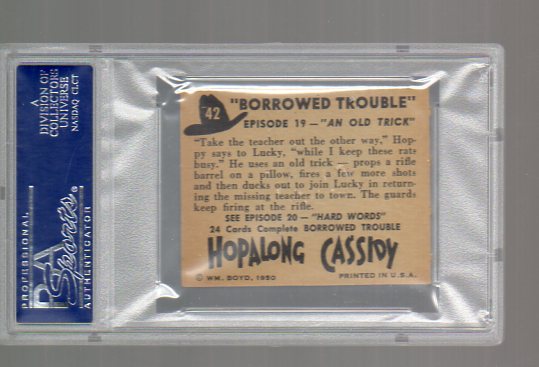 42
"BORROWED TROUBLE"
EPISODE 19 — "AN OLD TRICK"
"Take the teacher out the other way," Hop-
py says to Lucky, "while I keep these rats
busy." He uses an old trick — props a rifle
barrel on a pillow, fires a few more shots
and then ducks out to join Lucky in return-
ing the missing teacher to town. The guards
keep firing at the rifle.
SEE EPISODE 20 — "HARD WORDS"
24 Cards Complete BORROWED TROUBLE
HOPALONG CASSIDY
© WM. BOYD, 1950 PRINTED IN U.S.A.
A
DIVISION OF
COLLECTORS
UNIVERSE
NASDAQ CLCT
PROFESSIONAL
PSA
Sports®
AUTHENTICATOR